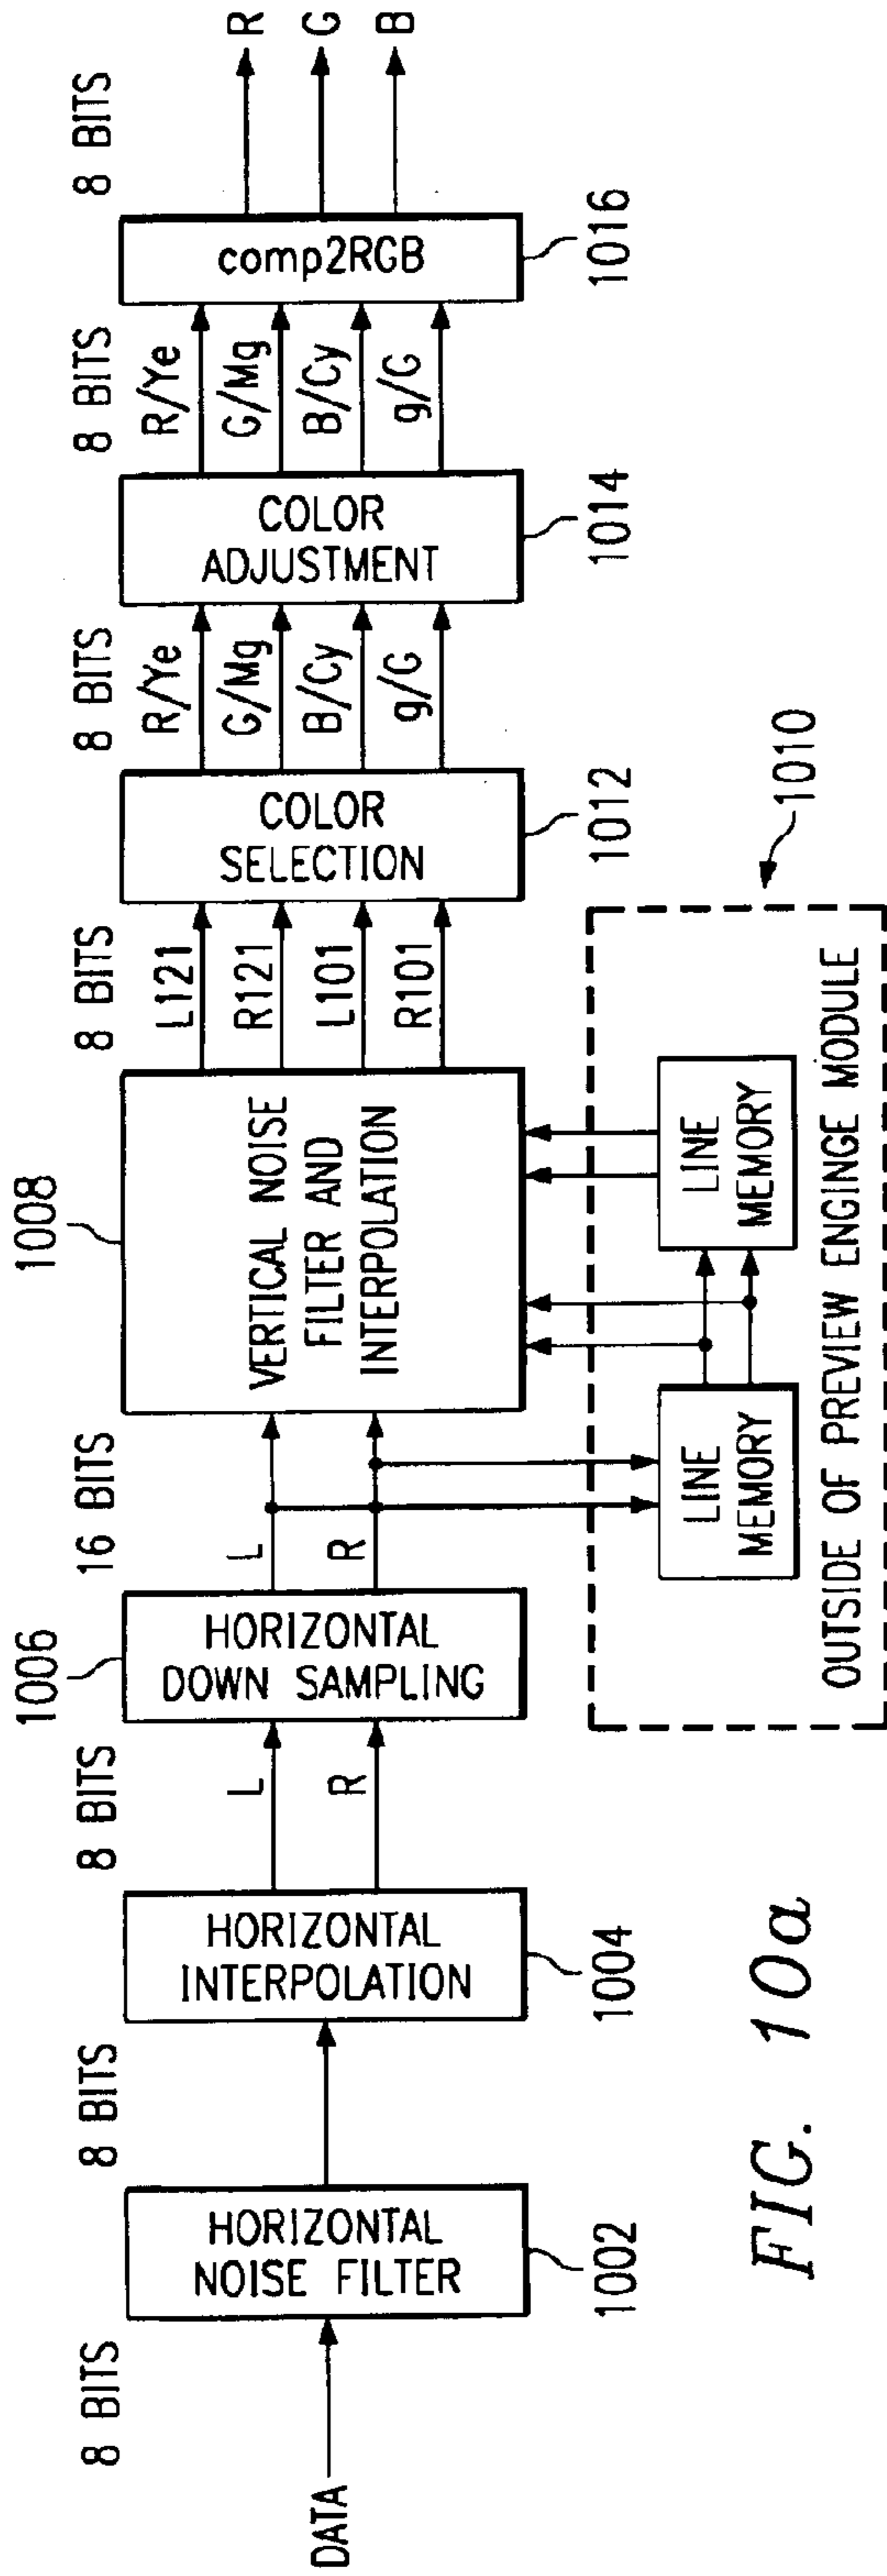 8 BITS
8 BITS
8 BITS
16 BITS
8 BITS
8 BITS
8 BITS
8 BITS
1006
1008
DATA
HORIZONTAL
NOISE FILTER
1002
HORIZONTAL
INTERPOLATION
1004
L
R
HORIZONTAL
DOWN SAMPLING
L
R
VERTICAL NOISE
FILTER AND
INTERPOLATION
L121
R121
L101
R101
COLOR
SELECTION
1012
R/Ye
G/Mg
B/Cy
g/G
COLOR
ADJUSTMENT
1014
R/Ye
G/Mg
B/Cy
g/G
comp2RGB
1016
R
G
B
LINE
MEMORY
LINE
MEMORY
OUTSIDE OF PREVIEW ENGINGE MODULE
1010
FIG. 10a